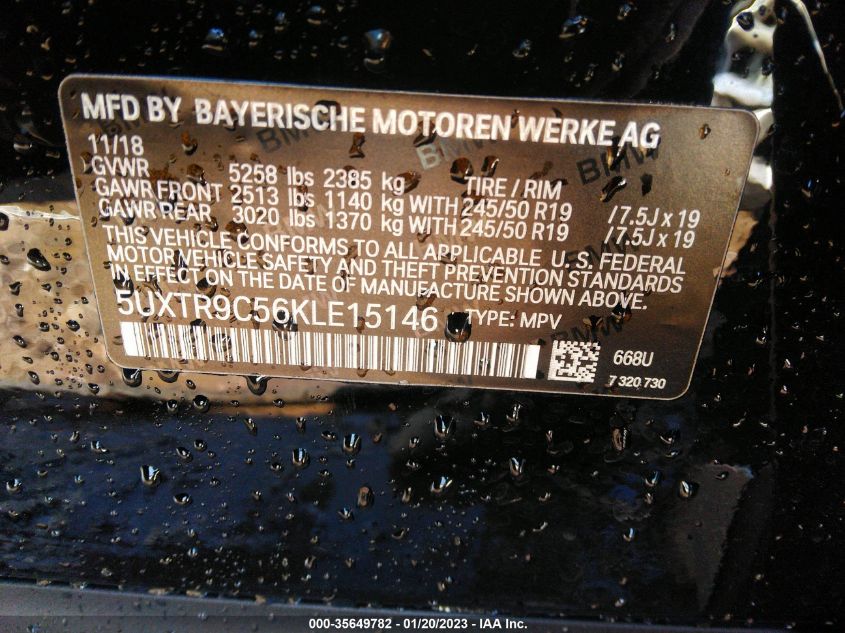 MFD BY BAYERISCHE MOTOREN WERKE AG
11/18
GVWR 5258 lbs 2385 kg TIRE / RIM
GAWR FRONT 2513 lbs 1140 kg WITH 245/50 R19 /7.5J x 19
GAWR REAR 3020 lbs 1370 kg WITH 245/50 R19 /7.5J x 19
THIS VEHICLE CONFORMS TO ALL APPLICABLE U.S. FEDERAL
MOTOR VEHICLE SAFETY AND THEFT PREVENTION STANDARDS
IN EFFECT ON THE DATE OF MANUFACTURE SHOWN ABOVE.
5UXTR9C56KLE15146 TYPE: MPV
668U
7 320 730
000-35649782 - 01/20/2023 - IAA Inc.